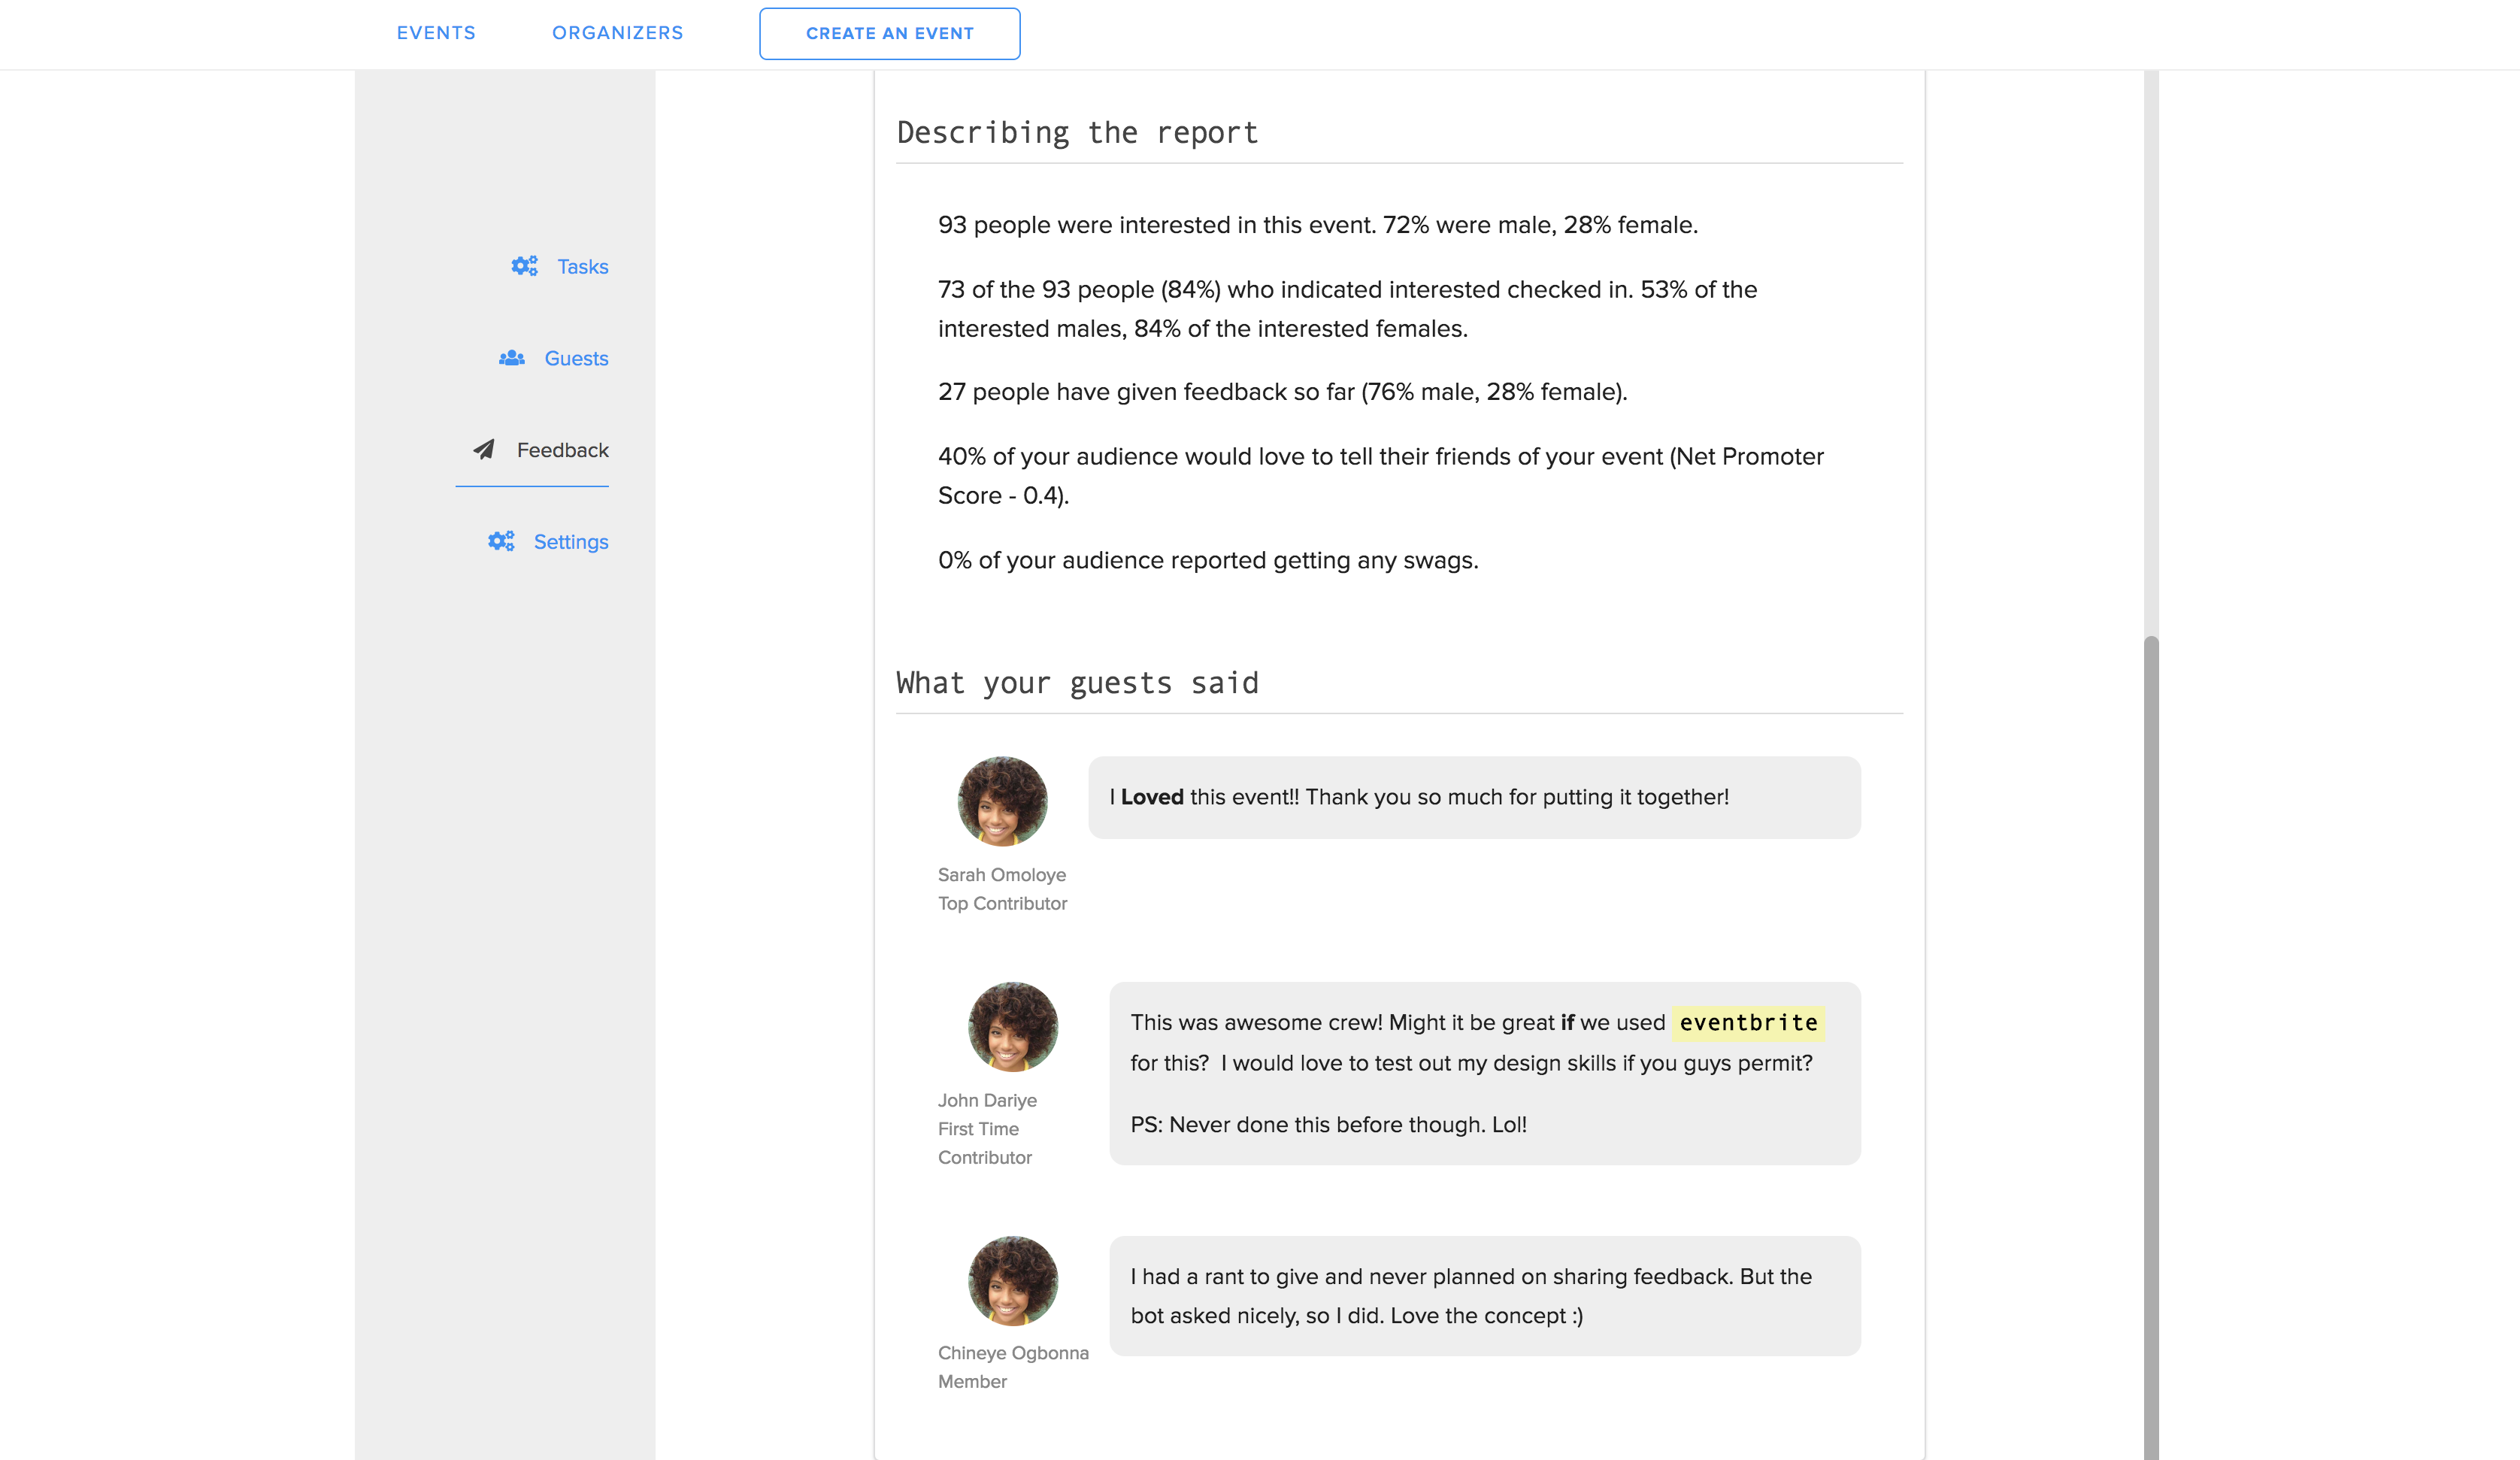 EVENTS ORGANIZERS CREATE AN EVENT
Tasks
Guests
Feedback
Settings
Describing the report
93 people were interested in this event. 72% were male, 28% female.
73 of the 93 people (84%) who indicated interested checked in. 53% of the
interested males, 84% of the interested females.
27 people have given feedback so far (76% male, 28% female).
40% of your audience would love to tell their friends of your event (Net Promoter
Score - 0.4).
0% of your audience reported getting any swags.
What your guests said
I Loved this event!! Thank you so much for putting it together!
Sarah Omoloye
Top Contributor
This was awesome crew! Might it be great if we used eventbrite
for this? I would love to test out my design skills if you guys permit?
PS: Never done this before though. Lol!
John Dariye
First Time
Contributor
I had a rant to give and never planned on sharing feedback. But the
bot asked nicely, so I did. Love the concept :)
Chineye Ogbonna
Member